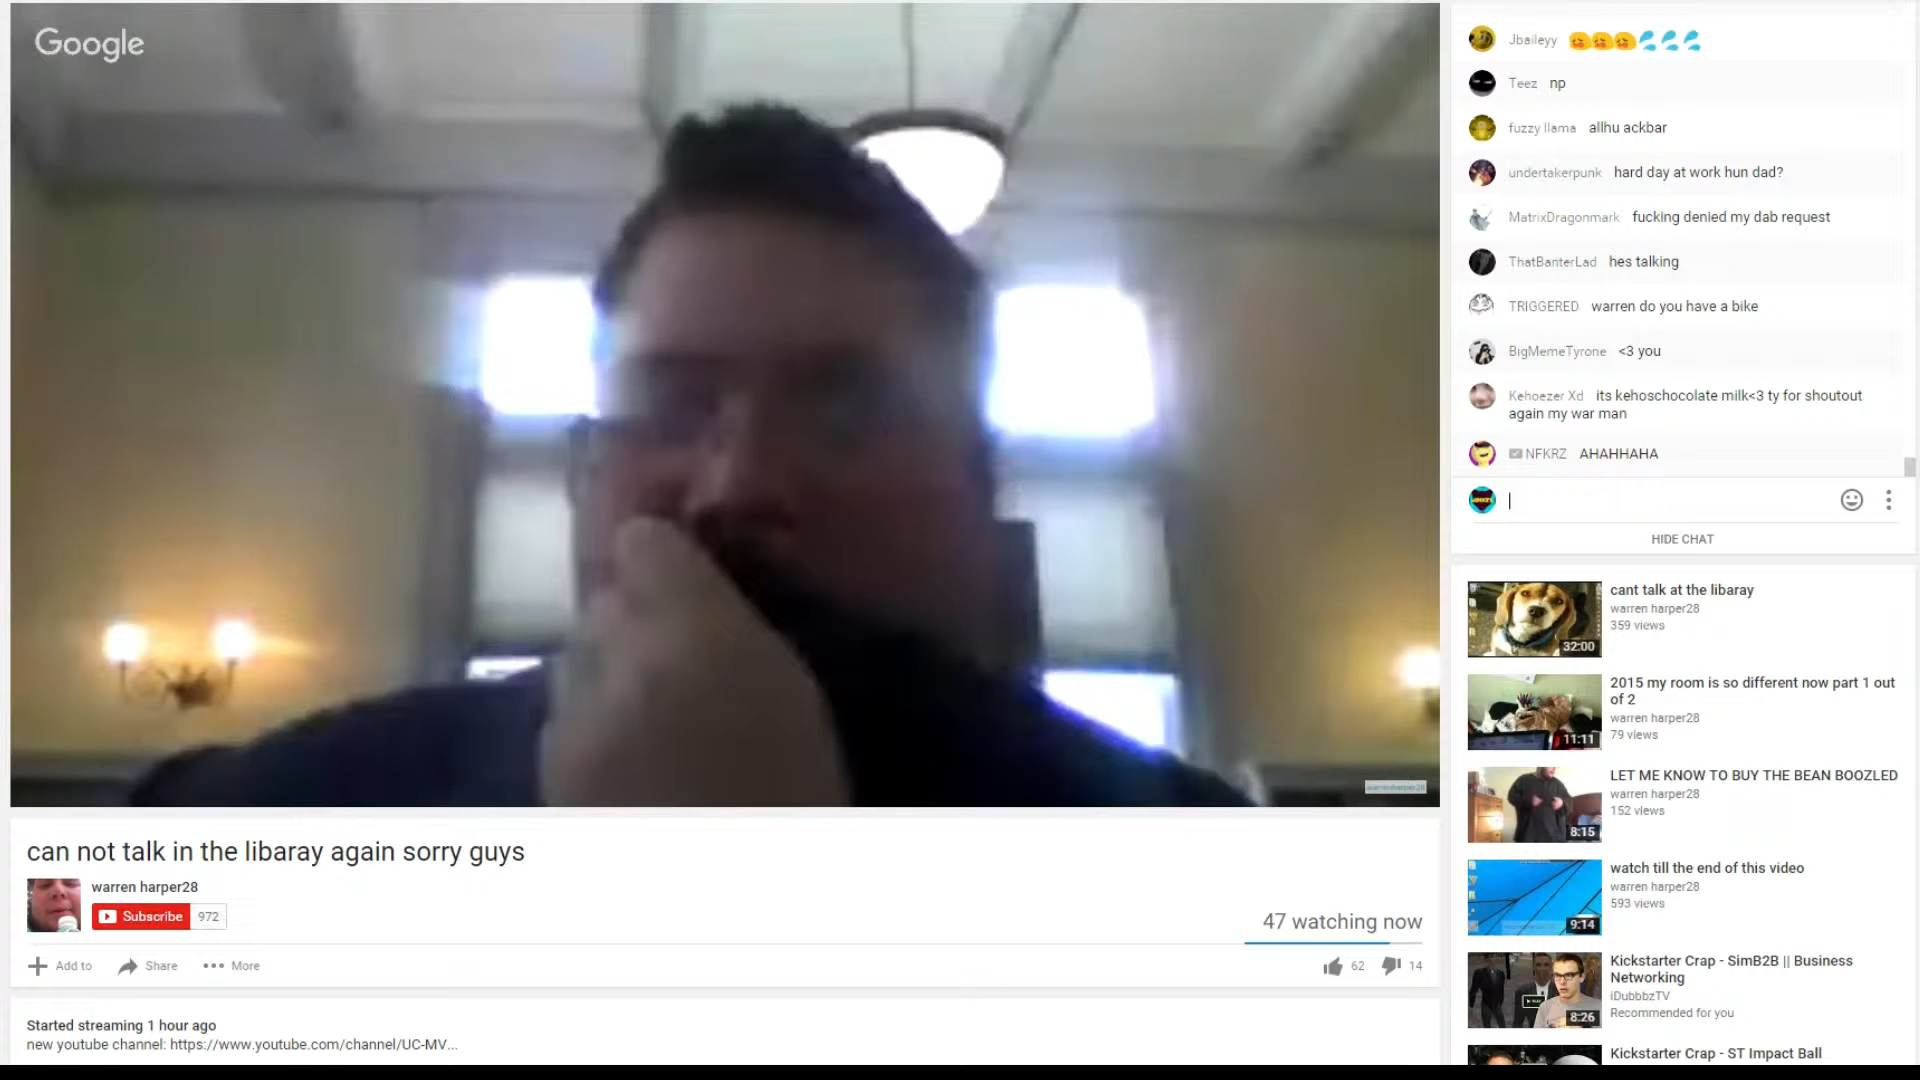 Google
warrenharper28
can not talk in the libaray again sorry guys
warren harper28
Subscribe 972
47 watching now
Add to Share More
62 14
Started streaming 1 hour ago
new youtube channel: https://www.youtube.com/channel/UC-MV...
Jbaileyy
Teez np
fuzzy llama allhu ackbar
undertakerpunk hard day at work hun dad?
MatrixDragonmark fucking denied my dab request
ThatBanterLad hes talking
TRIGGERED warren do you have a bike
BigMemeTyrone <3 you
Kehoezer Xd its kehoschocolate milk<3 ty for shoutout
again my war man
NFKRZ AHAHHAHA
HIDE CHAT
cant talk at the libaray
warren harper28
359 views
32:00
2015 my room is so different now part 1 out
of 2
warren harper28
79 views
11:11
LET ME KNOW TO BUY THE BEAN BOOZLED
warren harper28
152 views
8:15
watch till the end of this video
warren harper28
593 views
9:14
Kickstarter Crap - SimB2B || Business
Networking
iDubbbzTV
Recommended for you
8:26
Kickstarter Crap - ST Impact Ball